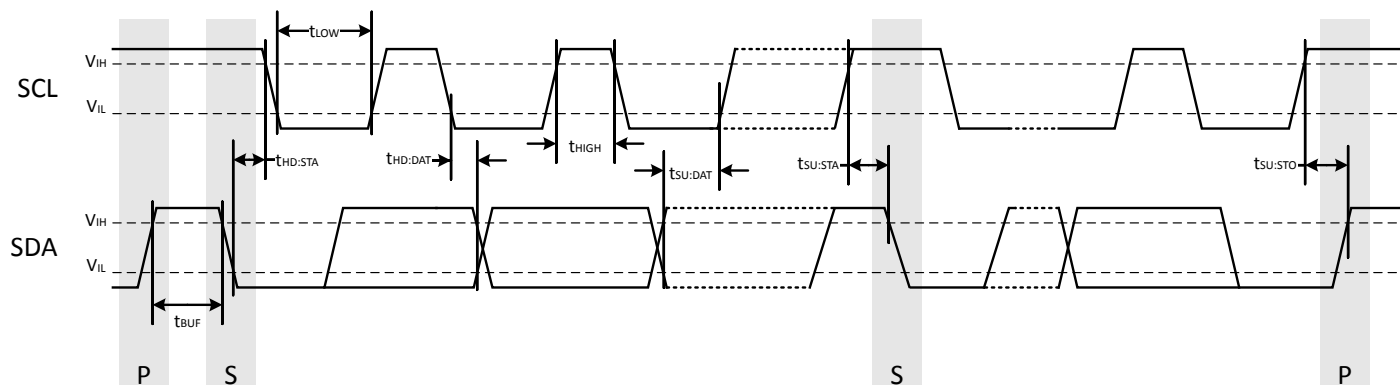 tLOW
VIH
SCL
VIL
tHD:STA
tHD:DAT
tHIGH
tSU:DAT
tSU:STA
tSU:STO
VIH
SDA
VIL
tBUF
P
S
S
P